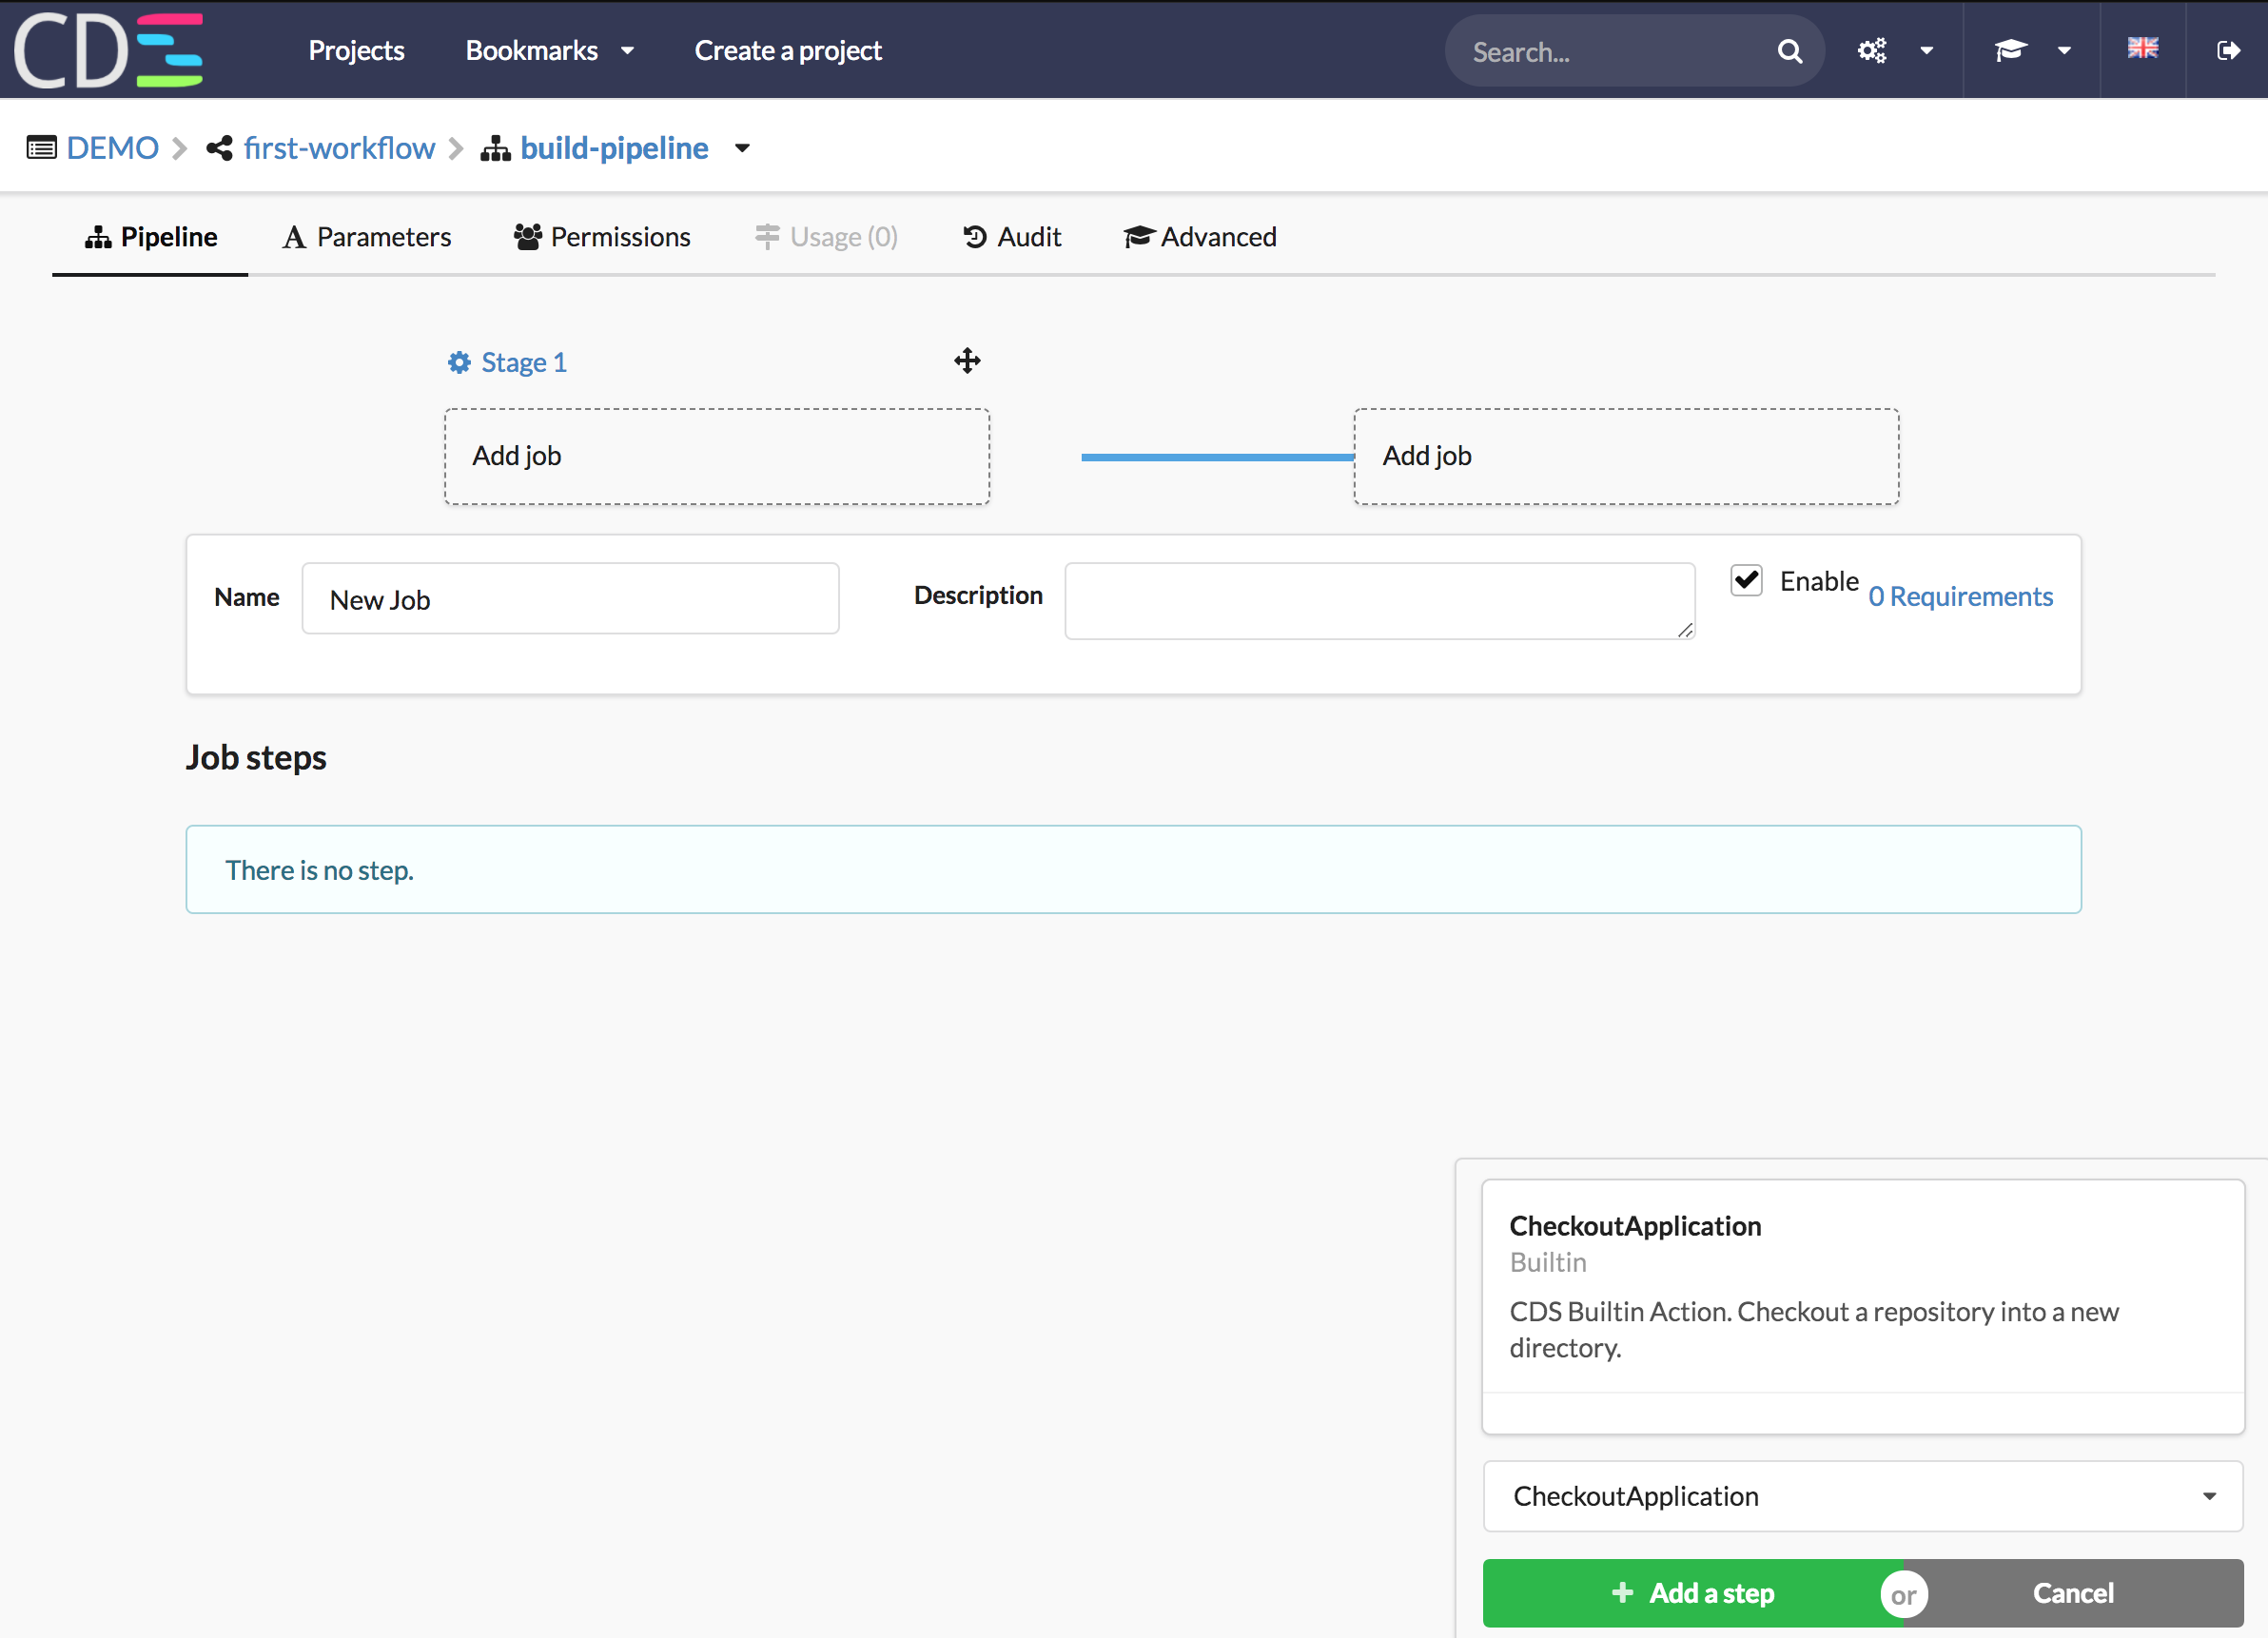 CDS
Projects
Bookmarks
Create a project
Search...
DEMO
first-workflow
build-pipeline
Pipeline
Parameters
Permissions
Usage (0)
Audit
Advanced
Stage 1
Add job
Add job
Name
New Job
Description
Enable
0 Requirements
Job steps
There is no step.
CheckoutApplication
Builtin
CDS Builtin Action. Checkout a repository into a new
directory.
CheckoutApplication
Add a step
or
Cancel